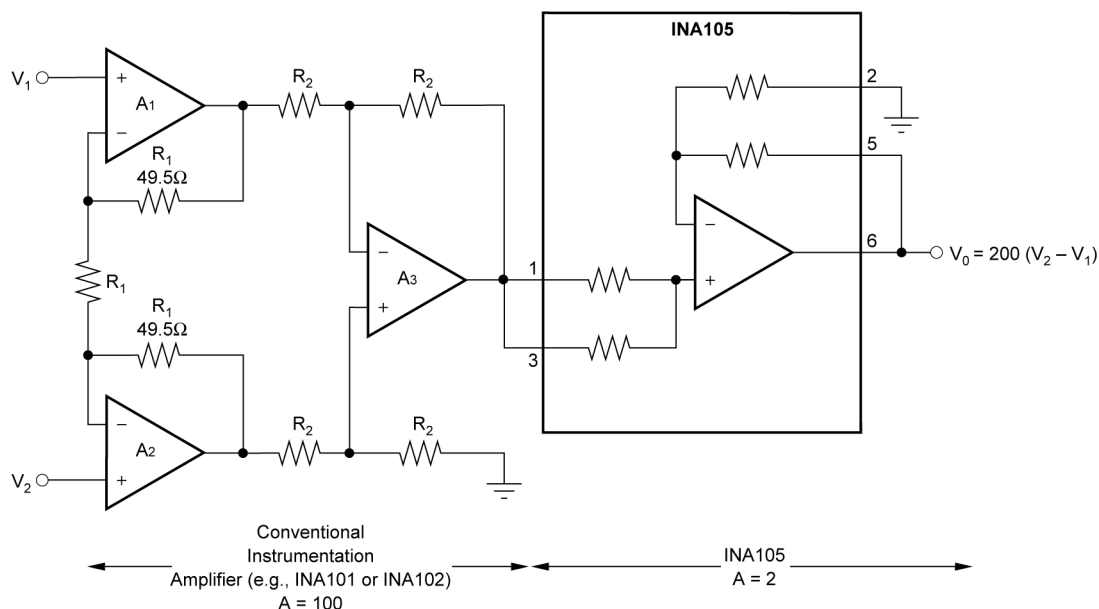 INA105
V1
A1
R2
R2
2
5
R1
49.5Ω
R1
A3
1
6
V0 = 200 (V2 – V1)
R1
49.5Ω
3
A2
R2
R2
V2
+
–
–
+
–
+
–
+
Conventional
Instrumentation
Amplifier (e.g., INA101 or INA102)
A = 100
INA105
A = 2